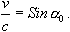 v/c = Sin α₀.